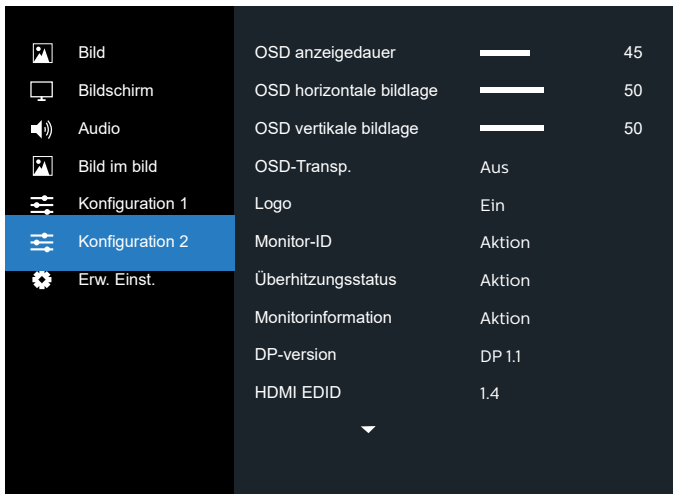 Bild
Bildschirm
Audio
Bild im bild
Konfiguration 1
Konfiguration 2
Erw. Einst.
OSD anzeigedauer 45
OSD horizontale bildlage 50
OSD vertikale bildlage 50
OSD-Transp. Aus
Logo Ein
Monitor-ID Aktion
Überhitzungsstatus Aktion
Monitorinformation Aktion
DP-version DP 1.1
HDMI EDID 1.4